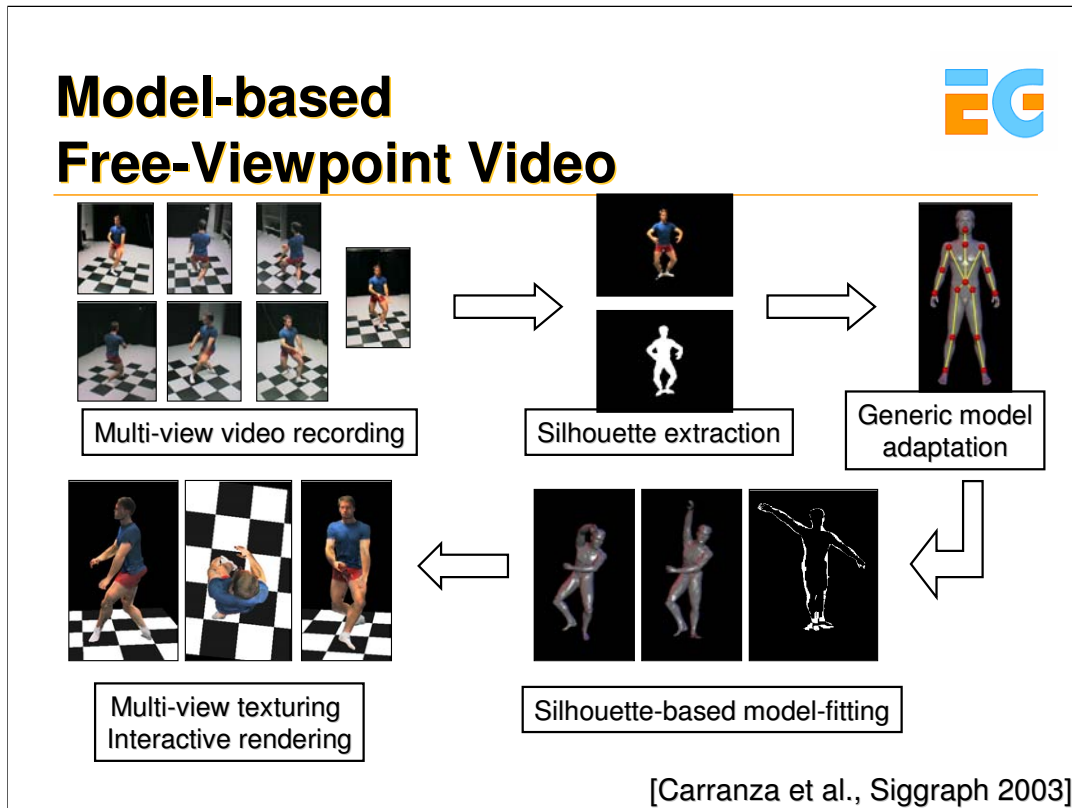 Model-based
Free-Viewpoint Video
EG
Multi-view video recording
Silhouette extraction
Generic model
adaptation
Multi-view texturing
Interactive rendering
Silhouette-based model-fitting
[Carranza et al., Siggraph 2003]